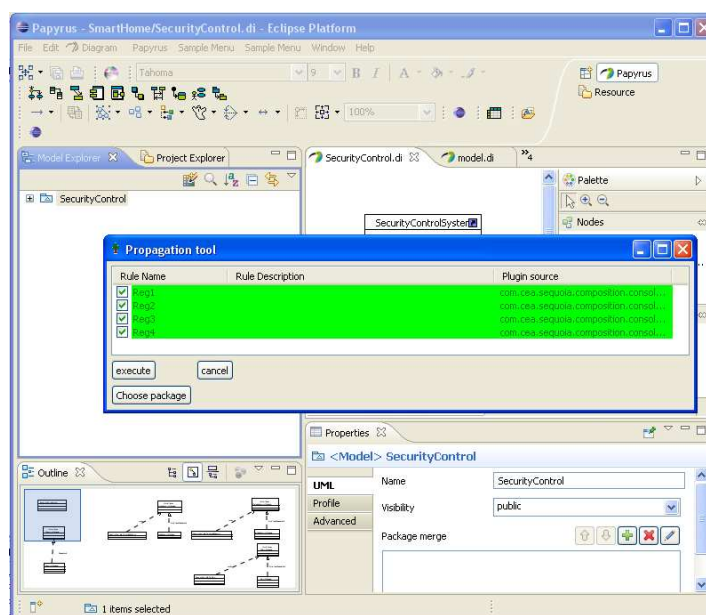 Papyrus - SmartHome/SecurityControl.di - Eclipse Platform
File Edit Diagram Papyrus Sample Menu Sample Menu Window Help
Tahoma 9 B I A
Papyrus
Resource
100%
Model Explorer Project Explorer
SecurityControl.di model.di »4
SecurityControl
Palette
SecurityControlSystem
Nodes
Propagation tool
Rule Name Rule Description Plugin source
Reg1 com.cea.sequoia.composition.consol...
Reg2 com.cea.sequoia.composition.consol...
Reg3 com.cea.sequoia.composition.consol...
Reg4 com.cea.sequoia.composition.consol...
execute cancel
Choose package
Properties
<Model> SecurityControl
Outline
UML Name SecurityControl
Profile Visibility public
Advanced
Package merge
1 items selected